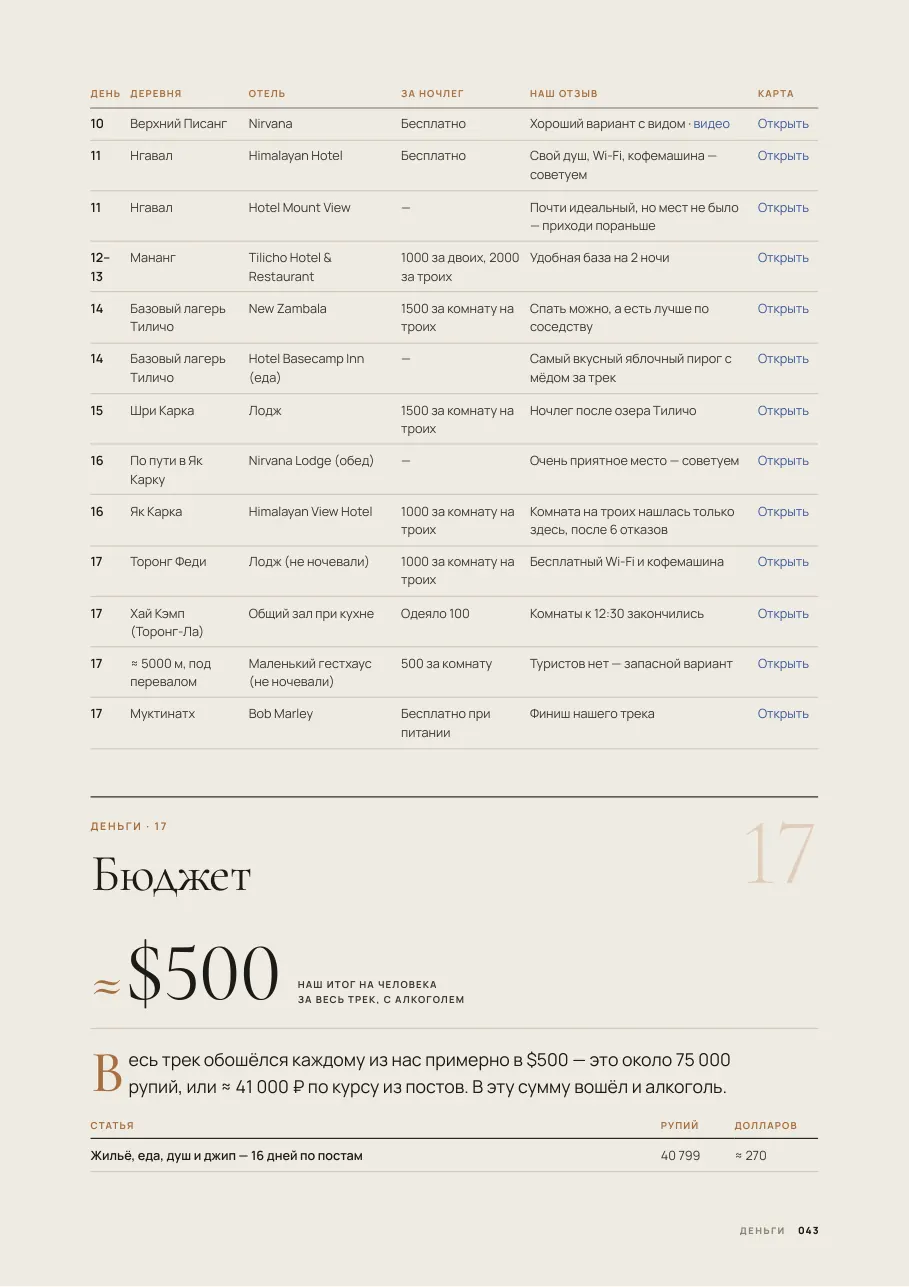 ДЕНЬ ДЕРЕВНЯ ОТЕЛЬ ЗА НОЧЛЕГ НАШ ОТЗЫВ КАРТА
10 Верхний Писанг Nirvana Бесплатно Хороший вариант с видом · видео Открыть
11 Нгавал Himalayan Hotel Бесплатно Свой душ, Wi-Fi, кофемашина — Открыть
советуем
11 Нгавал Hotel Mount View — Почти идеальный, но мест не было Открыть
— приходи пораньше
12– Мананг Tilicho Hotel & 1000 за двоих, 2000 Удобная база на 2 ночи Открыть
13 Restaurant за троих
14 Базовый лагерь New Zambala 1500 за комнату на Спать можно, а есть лучше по Открыть
Тиличо троих соседству
14 Базовый лагерь Hotel Basecamp Inn — Самый вкусный яблочный пирог с Открыть
Тиличо (еда) мёдом за трек
15 Шри Карка Лодж 1500 за комнату на Ночлег после озера Тиличо Открыть
троих
16 По пути в Як Nirvana Lodge (обед) — Очень приятное место — советуем Открыть
Карку
16 Як Карка Himalayan View Hotel 1000 за комнату на Комната на троих нашлась только Открыть
троих здесь, после 6 отказов
17 Торонг Феди Лодж (не ночевали) 1000 за комнату на Бесплатный Wi-Fi и кофемашина Открыть
троих
17 Хай Кэмп Общий зал при кухне Одеяло 100 Комнаты к 12:30 закончились Открыть
(Торонг-Ла)
17 ≈ 5000 м, под Маленький гестхаус 500 за комнату Туристов нет — запасной вариант Открыть
перевалом (не ночевали)
17 Муктинатх Bob Marley Бесплатно при Финиш нашего трека Открыть
питании
ДЕНЬГИ · 17
17
Бюджет
≈$500 НАШ ИТОГ НА ЧЕЛОВЕКА
ЗА ВЕСЬ ТРЕК, С АЛКОГОЛЕМ
Весь трек обошёлся каждому из нас примерно в $500 — это около 75 000
рупий, или ≈ 41 000 ₽ по курсу из постов. В эту сумму вошёл и алкоголь.
СТАТЬЯ РУПИЙ ДОЛЛАРОВ
Жильё, еда, душ и джип — 16 дней по постам 40 799 ≈ 270
ДЕНЬГИ 043